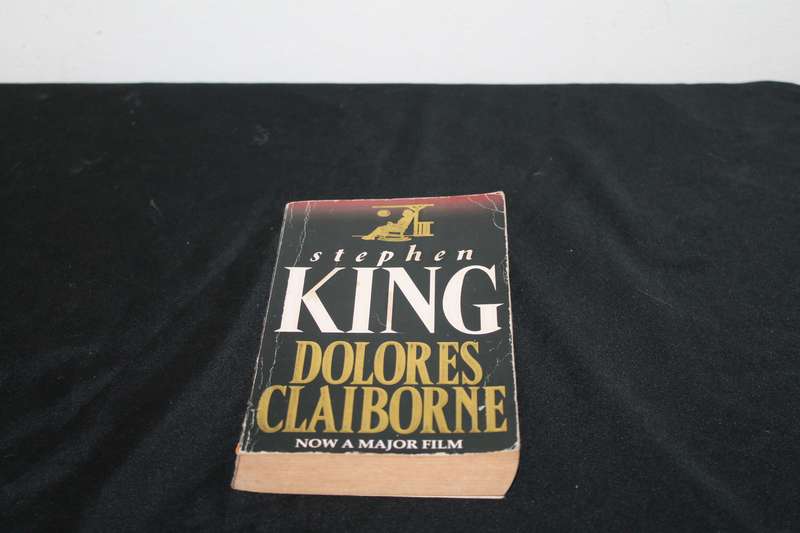 stephen
KING
DOLORES
CLAIBORNE
NOW A MAJOR FILM